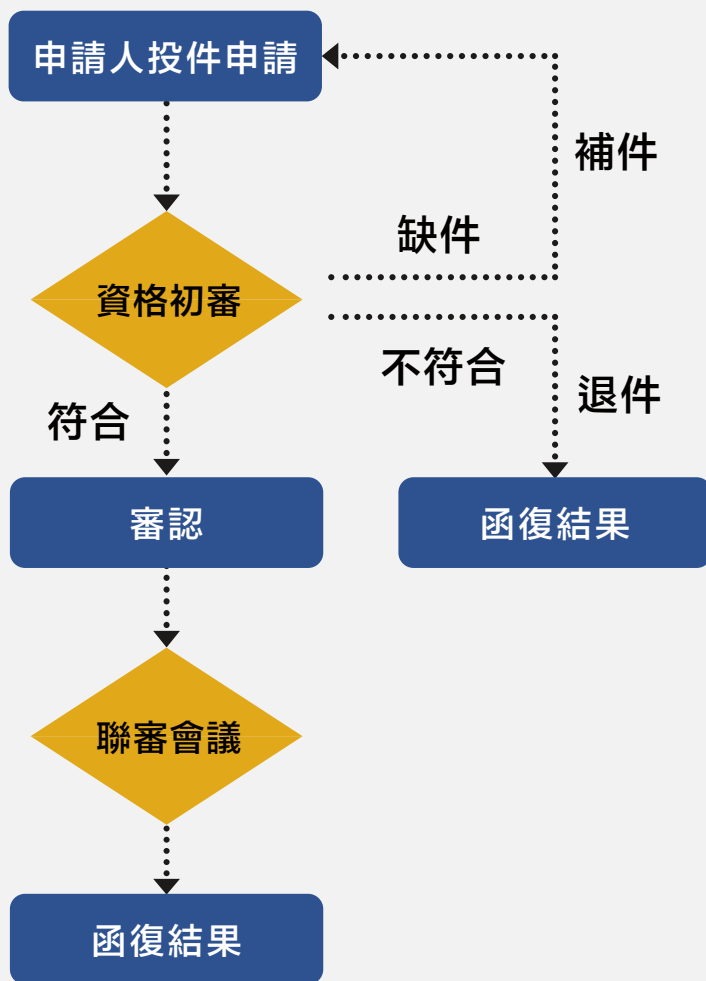 申請人投件申請
補件
缺件
資格初審
不符合
退件
符合
審認
函復結果
聯審會議
函復結果